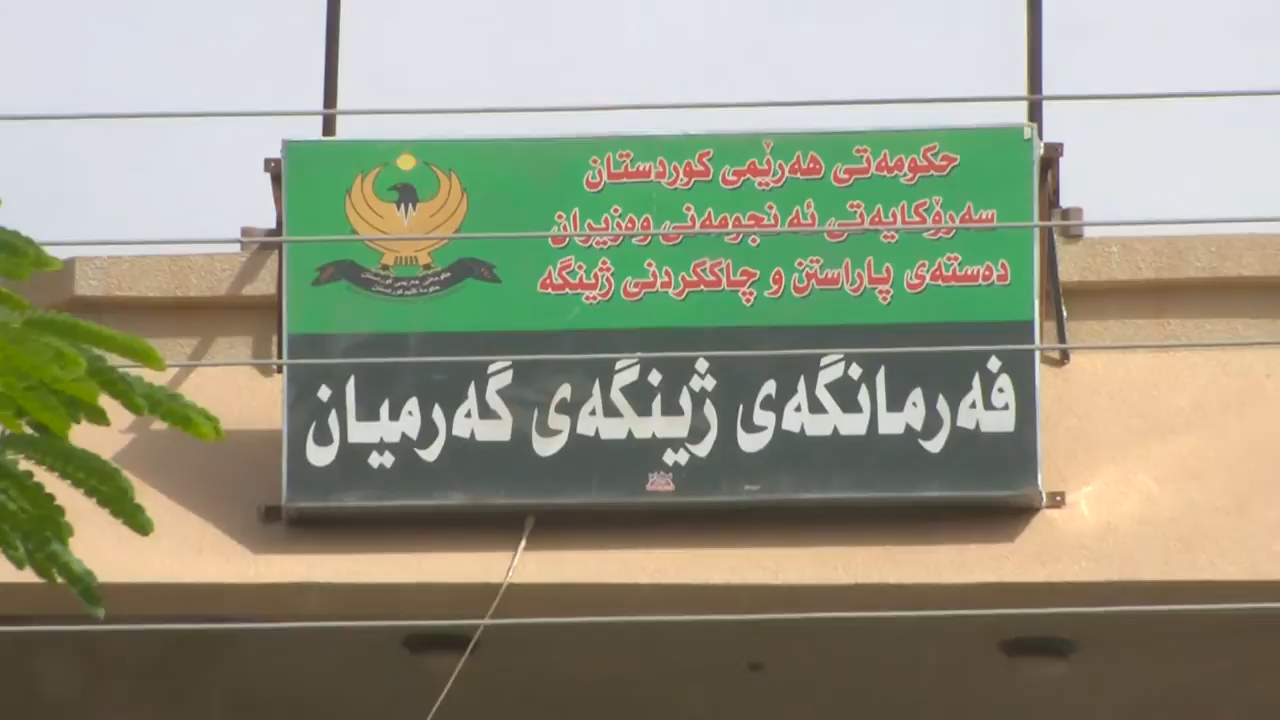 حکومەتی هەرێمی کوردستان
سەرۆکایەتی ئەنجومەنی وەزیران
دەستەی پاراستن و چاککردنی ژینگە
فەرمانگەی ژینگەی گەرمیان